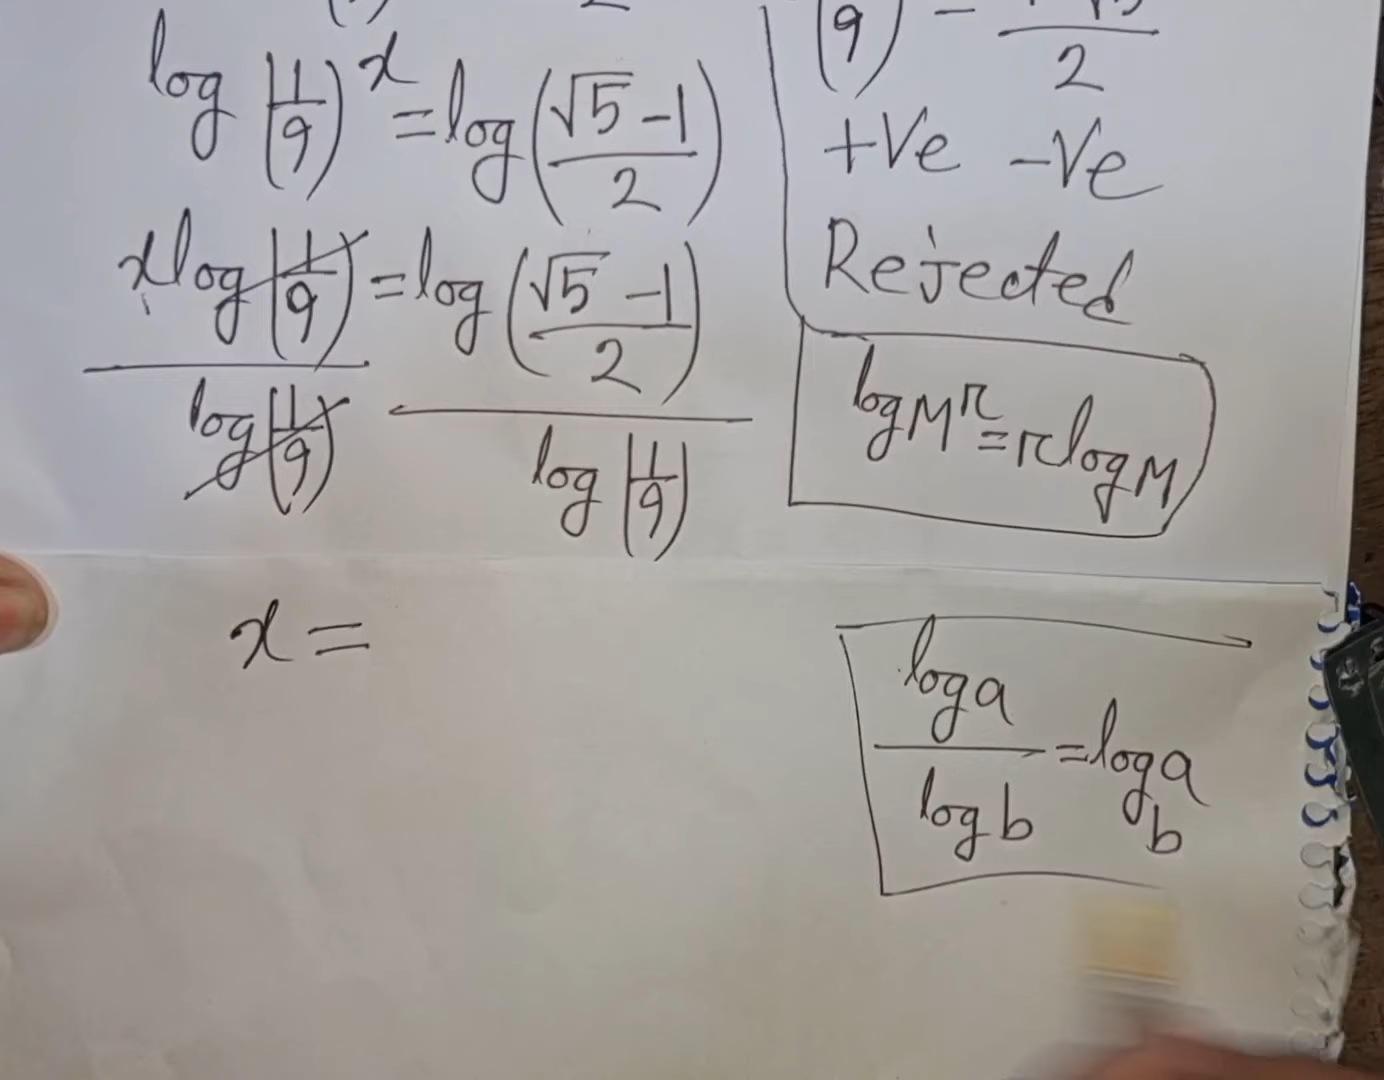 log (1/9)^x = log((√5-1)/2)
x log(1/9) = log((√5-1)/2)
log(1/9) log(1/9)
x =
(9) - 2
+Ve -Ve
Rejected
log M^r = r log M
log a / log b = log_b a